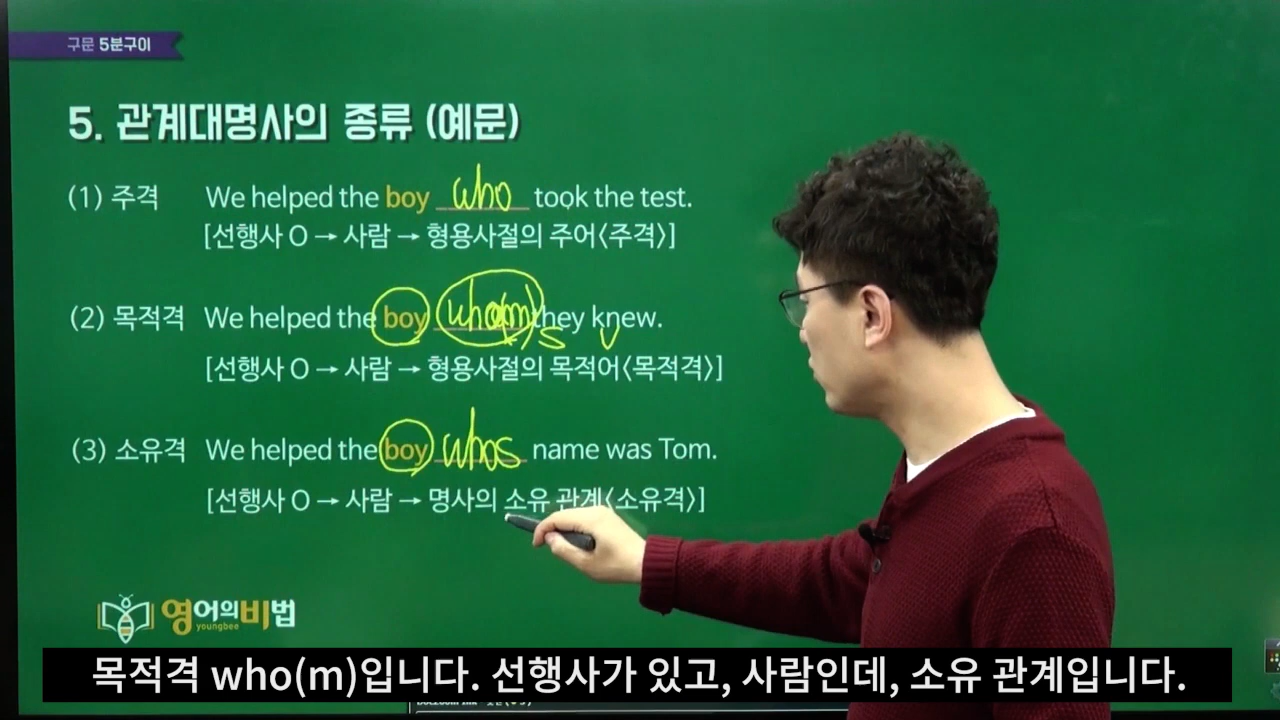 구문 5분구이
5. 관계대명사의 종류 (예문)
(1) 주격 We helped the boy who took the test.
[선행사 O → 사람 → 형용사절의 주어<주격>]
(2) 목적격 We helped the boy who(m) they knew.
S V
[선행사 O → 사람 → 형용사절의 목적어<목적격>]
(3) 소유격 We helped the boy whos name was Tom.
[선행사 O → 사람 → 명사의 소유 관계<소유격>]
영어의비법
youngbee
목적격 who(m)입니다. 선행사가 있고, 사람인데, 소유 관계입니다.